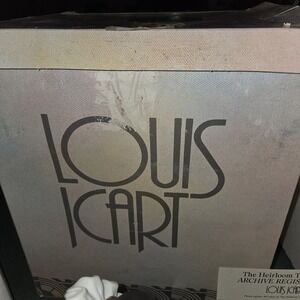 LOUIS
ICART
The Heirloom T
ARCHIVE REGIS
LOUIS ICAR